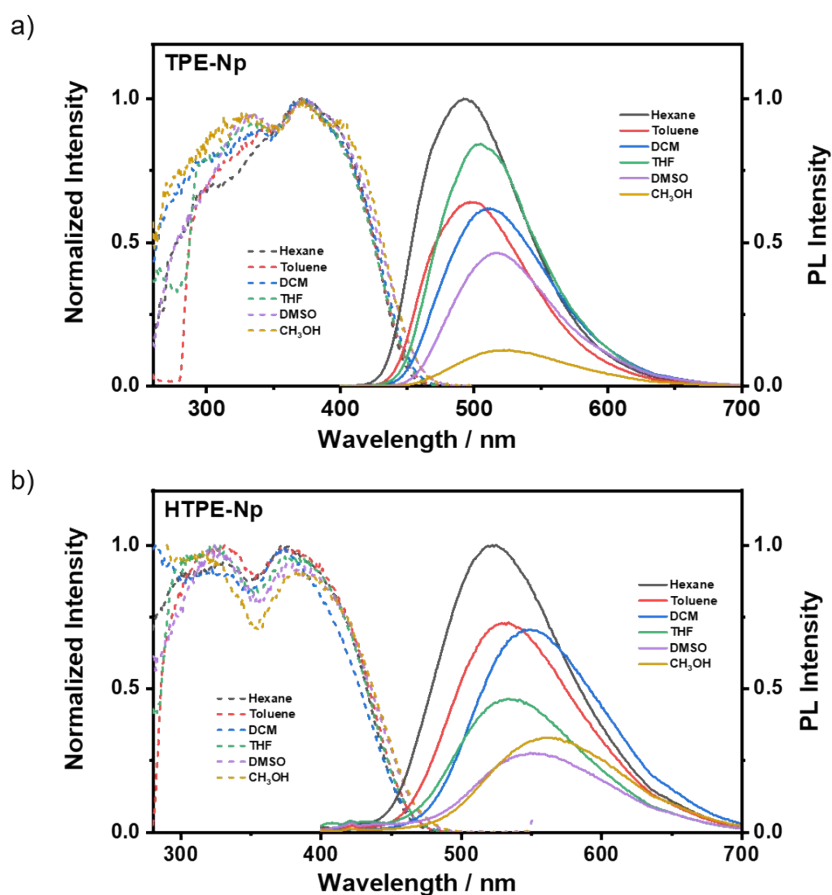 a)
TPE-Np
Normalized Intensity
1.0
0.5
0.0
Hexane
Toluene
DCM
THF
DMSO
CH₃OH
Hexane
Toluene
DCM
THF
DMSO
CH₃OH
1.0
0.5
0.0
PL Intensity
300 400 500 600 700
Wavelength / nm
b)
HTPE-Np
Normalized Intensity
1.0
0.5
0.0
Hexane
Toluene
DCM
THF
DMSO
CH₃OH
Hexane
Toluene
DCM
THF
DMSO
CH₃OH
1.0
0.5
0.0
PL Intensity
300 400 500 600 700
Wavelength / nm